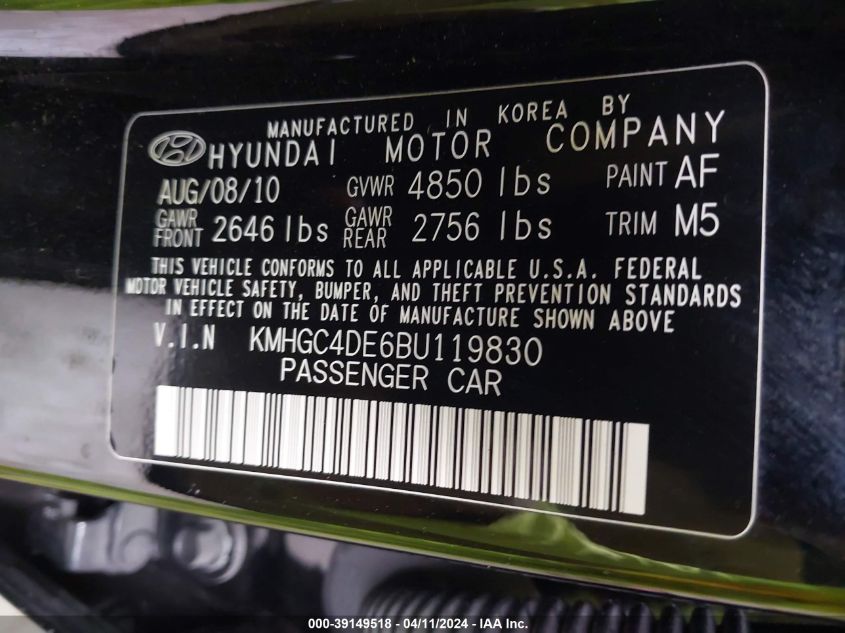 MANUFACTURED IN KOREA BY
HYUNDAI MOTOR COMPANY
AUG/08/10 GVWR 4850 lbs PAINT AF
GAWR FRONT 2646 lbs GAWR REAR 2756 lbs TRIM M5
THIS VEHICLE CONFORMS TO ALL APPLICABLE U.S.A. FEDERAL
MOTOR VEHICLE SAFETY, BUMPER, AND THEFT PREVENTION STANDARDS
IN EFFECT ON THE DATE OF MANUFACTURE SHOWN ABOVE
V.I.N KMHGC4DE6BU119830
PASSENGER CAR
000-39149518 - 04/11/2024 - IAA Inc.